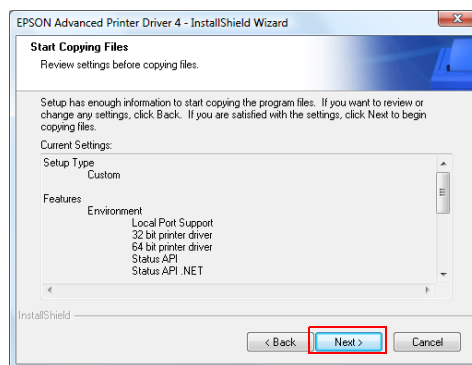 EPSON Advanced Printer Driver 4 - InstallShield Wizard
Start Copying Files
Review settings before copying files.
Setup has enough information to start copying the program files. If you want to review or
change any settings, click Back. If you are satisfied with the settings, click Next to begin
copying files.
Current Settings:
Setup Type
Custom
Features
Environment
Local Port Support
32 bit printer driver
64 bit printer driver
Status API
Status API .NET
InstallShield
< Back
Next >
Cancel